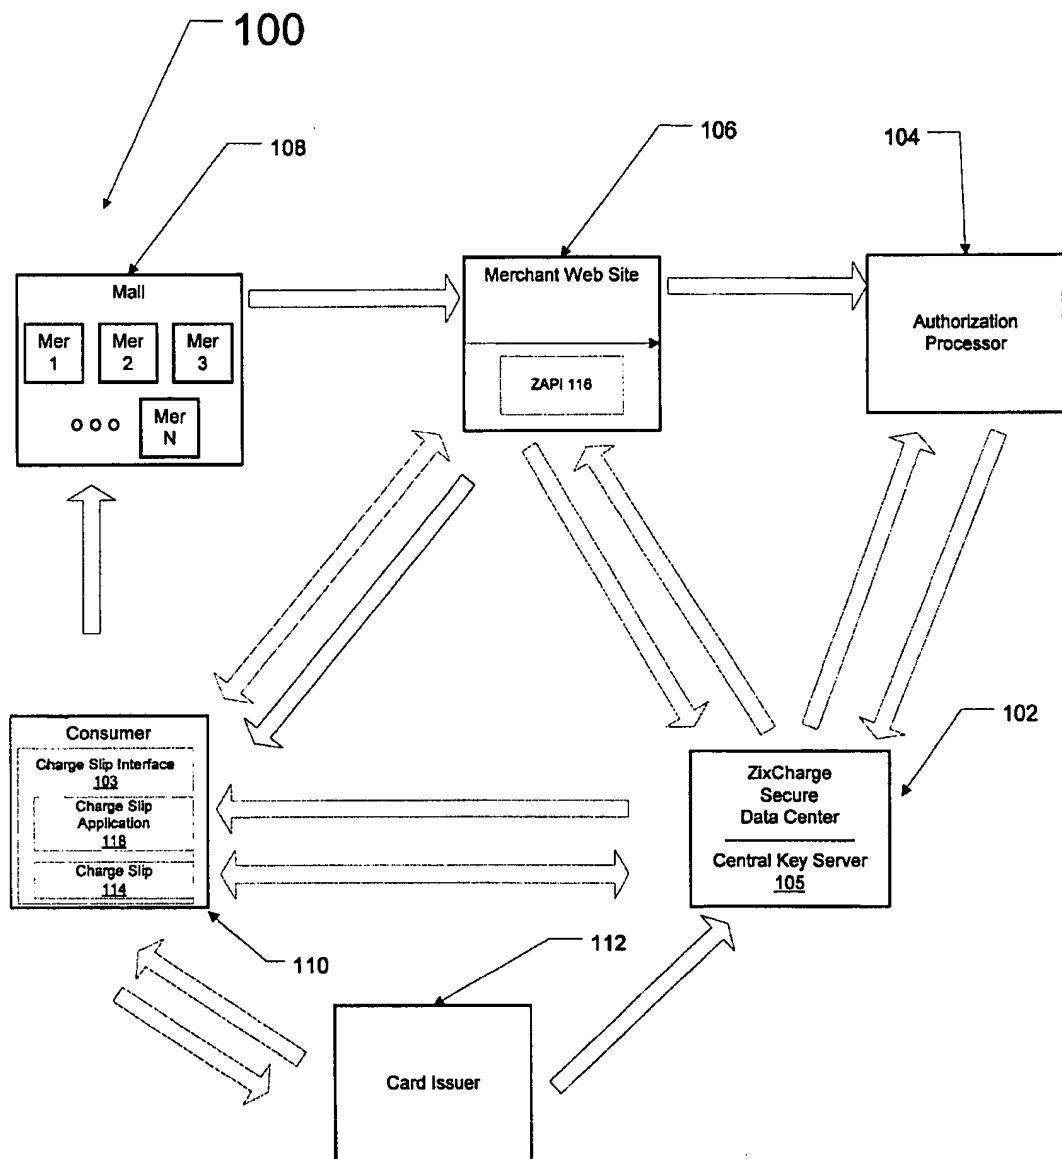 100
108
106
104
Mall
Mer
1
Mer
2
Mer
3
o o o
Mer
N
Merchant Web Site
ZAPI 116
Authorization
Processor
102
Consumer
Charge Slip Interface
103
Charge Slip
Application
118
Charge Slip
114
ZixCharge
Secure
Data Center
Central Key Server
105
110
112
Card Issuer